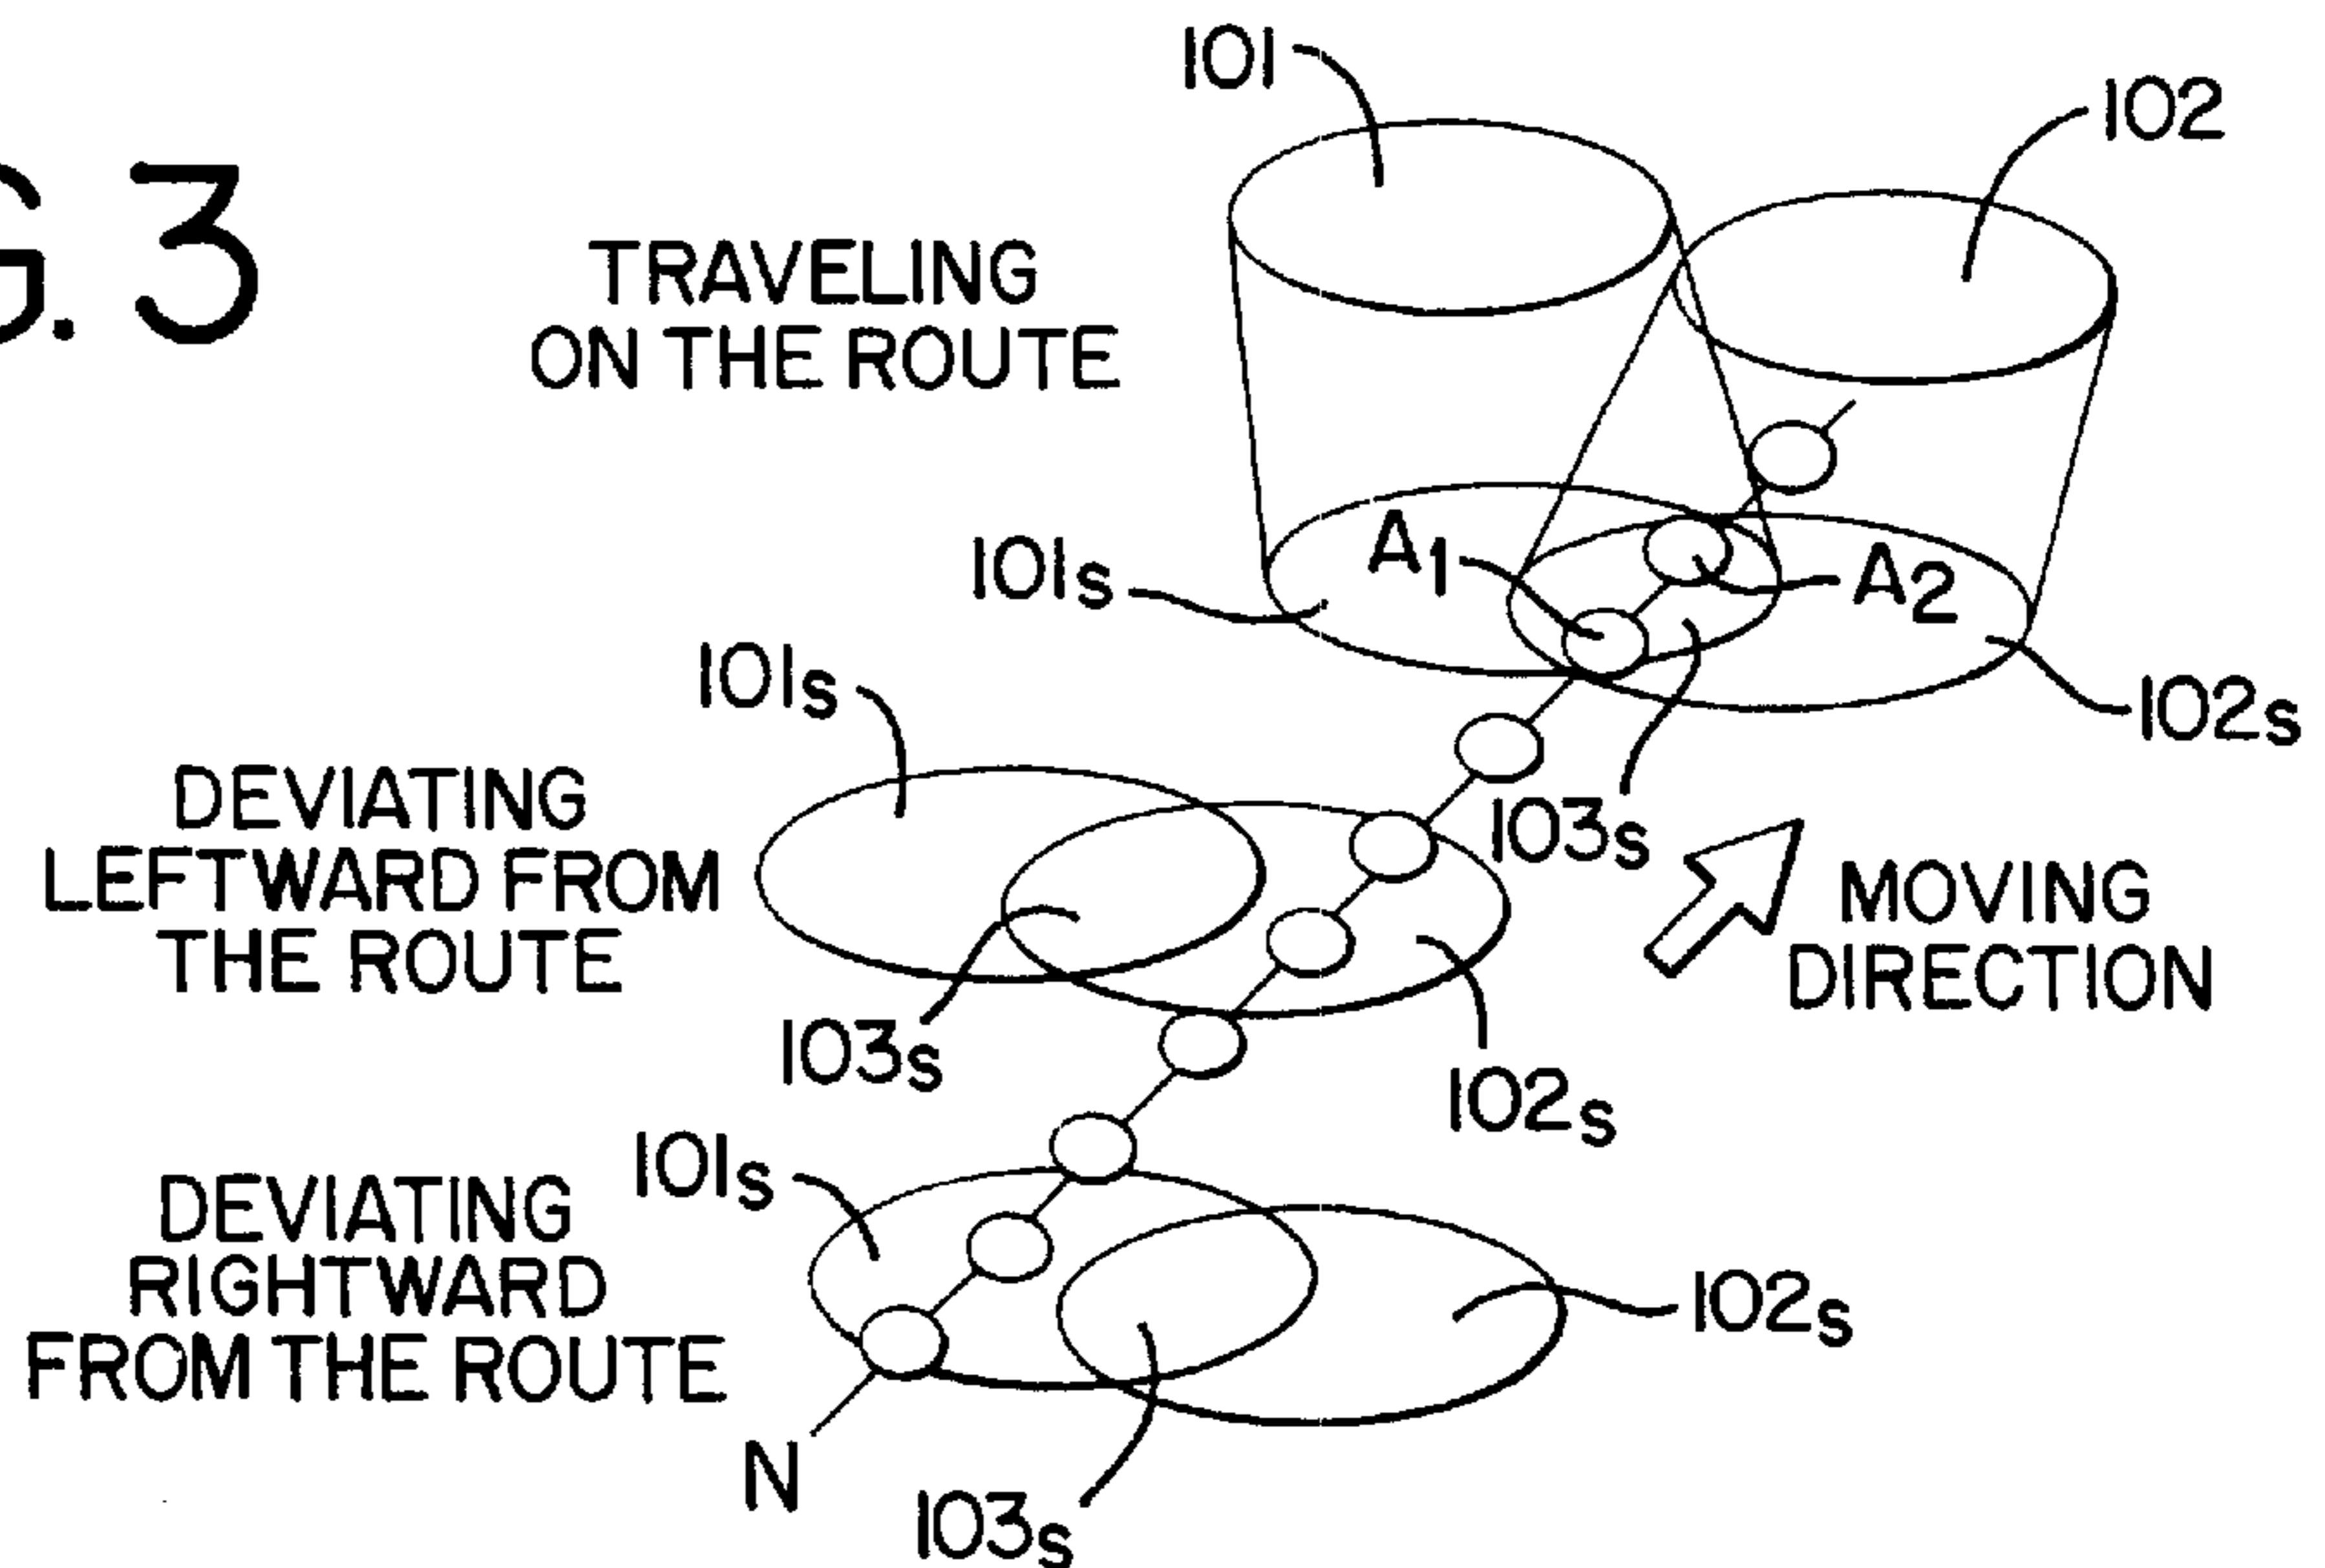 G. 3
101
102
TRAVELING
ON THE ROUTE
A1
A2
101s
102s
103s
101s
DEVIATING
LEFTWARD FROM
THE ROUTE
103s
102s
MOVING
DIRECTION
101s
DEVIATING
RIGHTWARD
FROM THE ROUTE
102s
N
103s